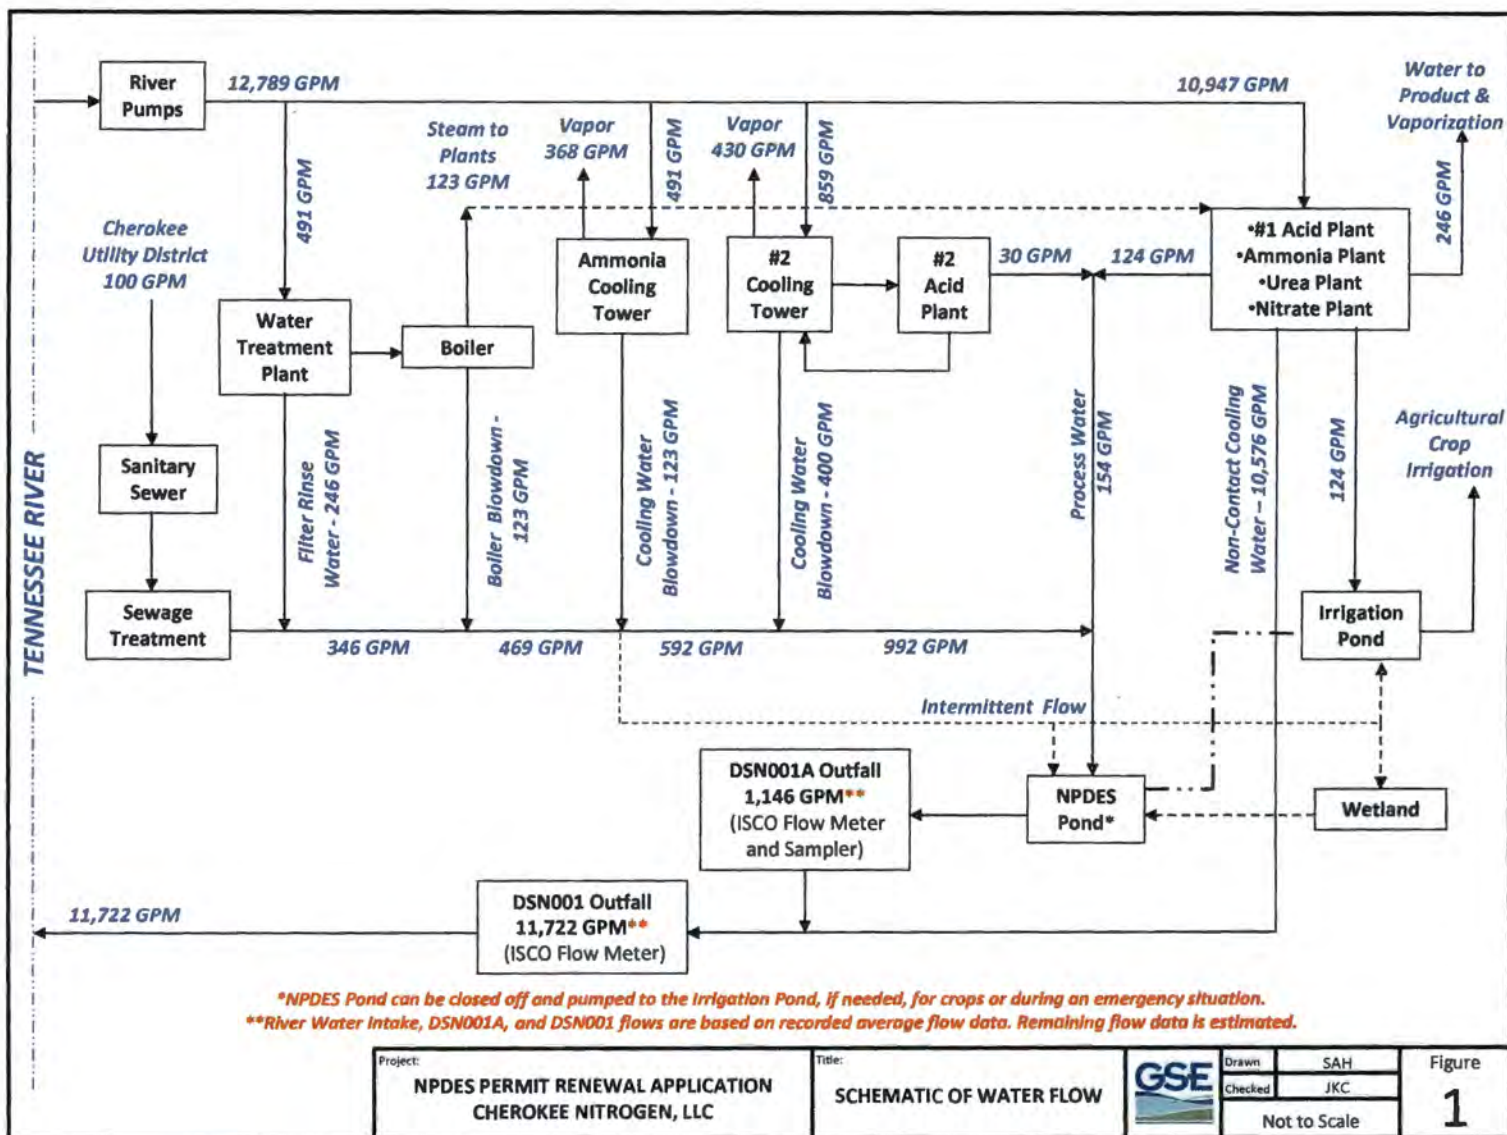 River
Pumps
12,789 GPM
10,947 GPM
Water to
Product &
Vaporization
246 GPM
Steam to
Plants
123 GPM
Vapor
368 GPM
491 GPM
Vapor
430 GPM
859 GPM
491 GPM
Cherokee
Utility District
100 GPM
•#1 Acid Plant
•Ammonia Plant
•Urea Plant
•Nitrate Plant
Ammonia
Cooling
Tower
#2
Cooling
Tower
#2
Acid
Plant
30 GPM
124 GPM
Water
Treatment
Plant
Boiler
TENNESSEE RIVER
Sanitary
Sewer
Filter Rinse
Water - 246 GPM
Boiler Blowdown -
123 GPM
Cooling Water
Blowdown - 123 GPM
Cooling Water
Blowdown - 400 GPM
Process Water
154 GPM
Non-Contact Cooling
Water – 10,576 GPM
124 GPM
Agricultural
Crop
Irrigation
Sewage
Treatment
346 GPM
469 GPM
592 GPM
992 GPM
Irrigation
Pond
Intermittent Flow
DSN001A Outfall
1,146 GPM**
(ISCO Flow Meter
and Sampler)
NPDES
Pond*
Wetland
11,722 GPM
DSN001 Outfall
11,722 GPM**
(ISCO Flow Meter)
*NPDES Pond can be closed off and pumped to the Irrigation Pond, if needed, for crops or during an emergency situation.
**River Water Intake, DSN001A, and DSN001 flows are based on recorded average flow data. Remaining flow data is estimated.
Project:
NPDES PERMIT RENEWAL APPLICATION
CHEROKEE NITROGEN, LLC
Title:
SCHEMATIC OF WATER FLOW
GSE
Drawn SAH
Checked JKC
Not to Scale
Figure
1